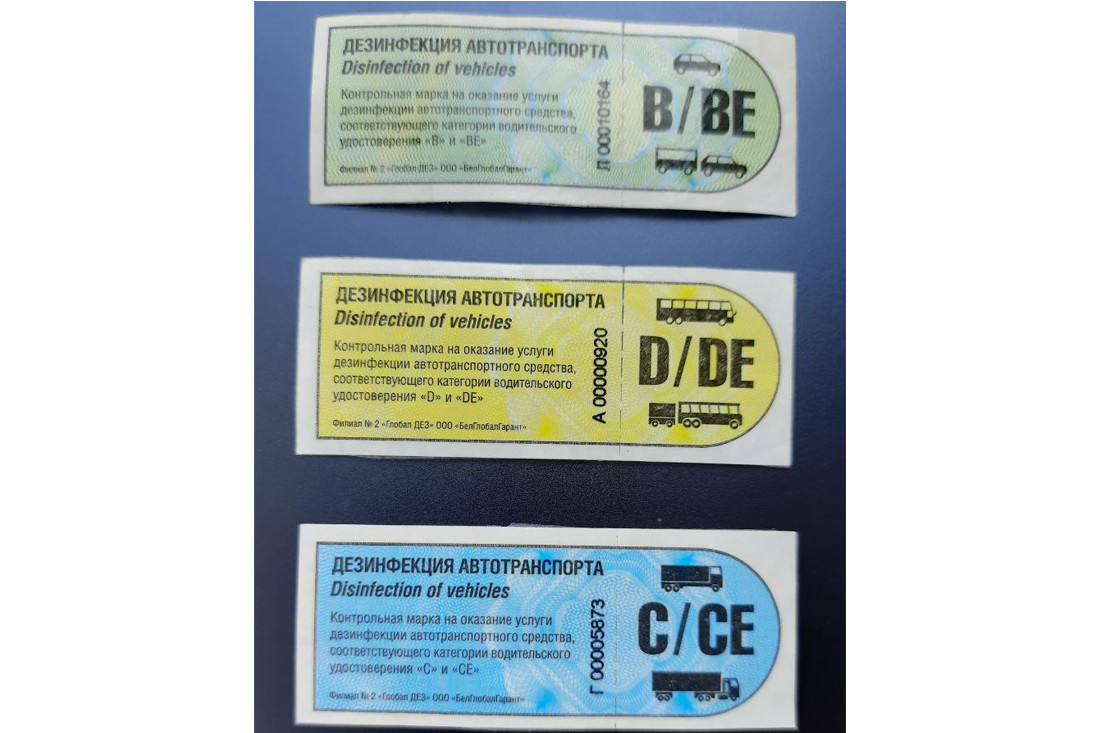 ДЕЗИНФЕКЦИЯ АВТОТРАНСПОРТА
Disinfection of vehicles
Контрольная марка на оказание услуги
дезинфекции автотранспортного средства,
соответствующего категории водительского
удостоверения «В» и «ВЕ»
Филиал № 2 «Глобал ДЕЗ» ООО «БелГлобалГарант»
П 00010164
B/BE
ДЕЗИНФЕКЦИЯ АВТОТРАНСПОРТА
Disinfection of vehicles
Контрольная марка на оказание услуги
дезинфекции автотранспортного средства,
соответствующего категории водительского
удостоверения «D» и «DE»
Филиал № 2 «Глобал ДЕЗ» ООО «БелГлобалГарант»
А 00000920
D/DE
ДЕЗИНФЕКЦИЯ АВТОТРАНСПОРТА
Disinfection of vehicles
Контрольная марка на оказание услуги
дезинфекции автотранспортного средства,
соответствующего категории водительского
удостоверения «С» и «СЕ»
Филиал № 2 «Глобал ДЕЗ» ООО «БелГлобалГарант»
Г 00005873
C/CE